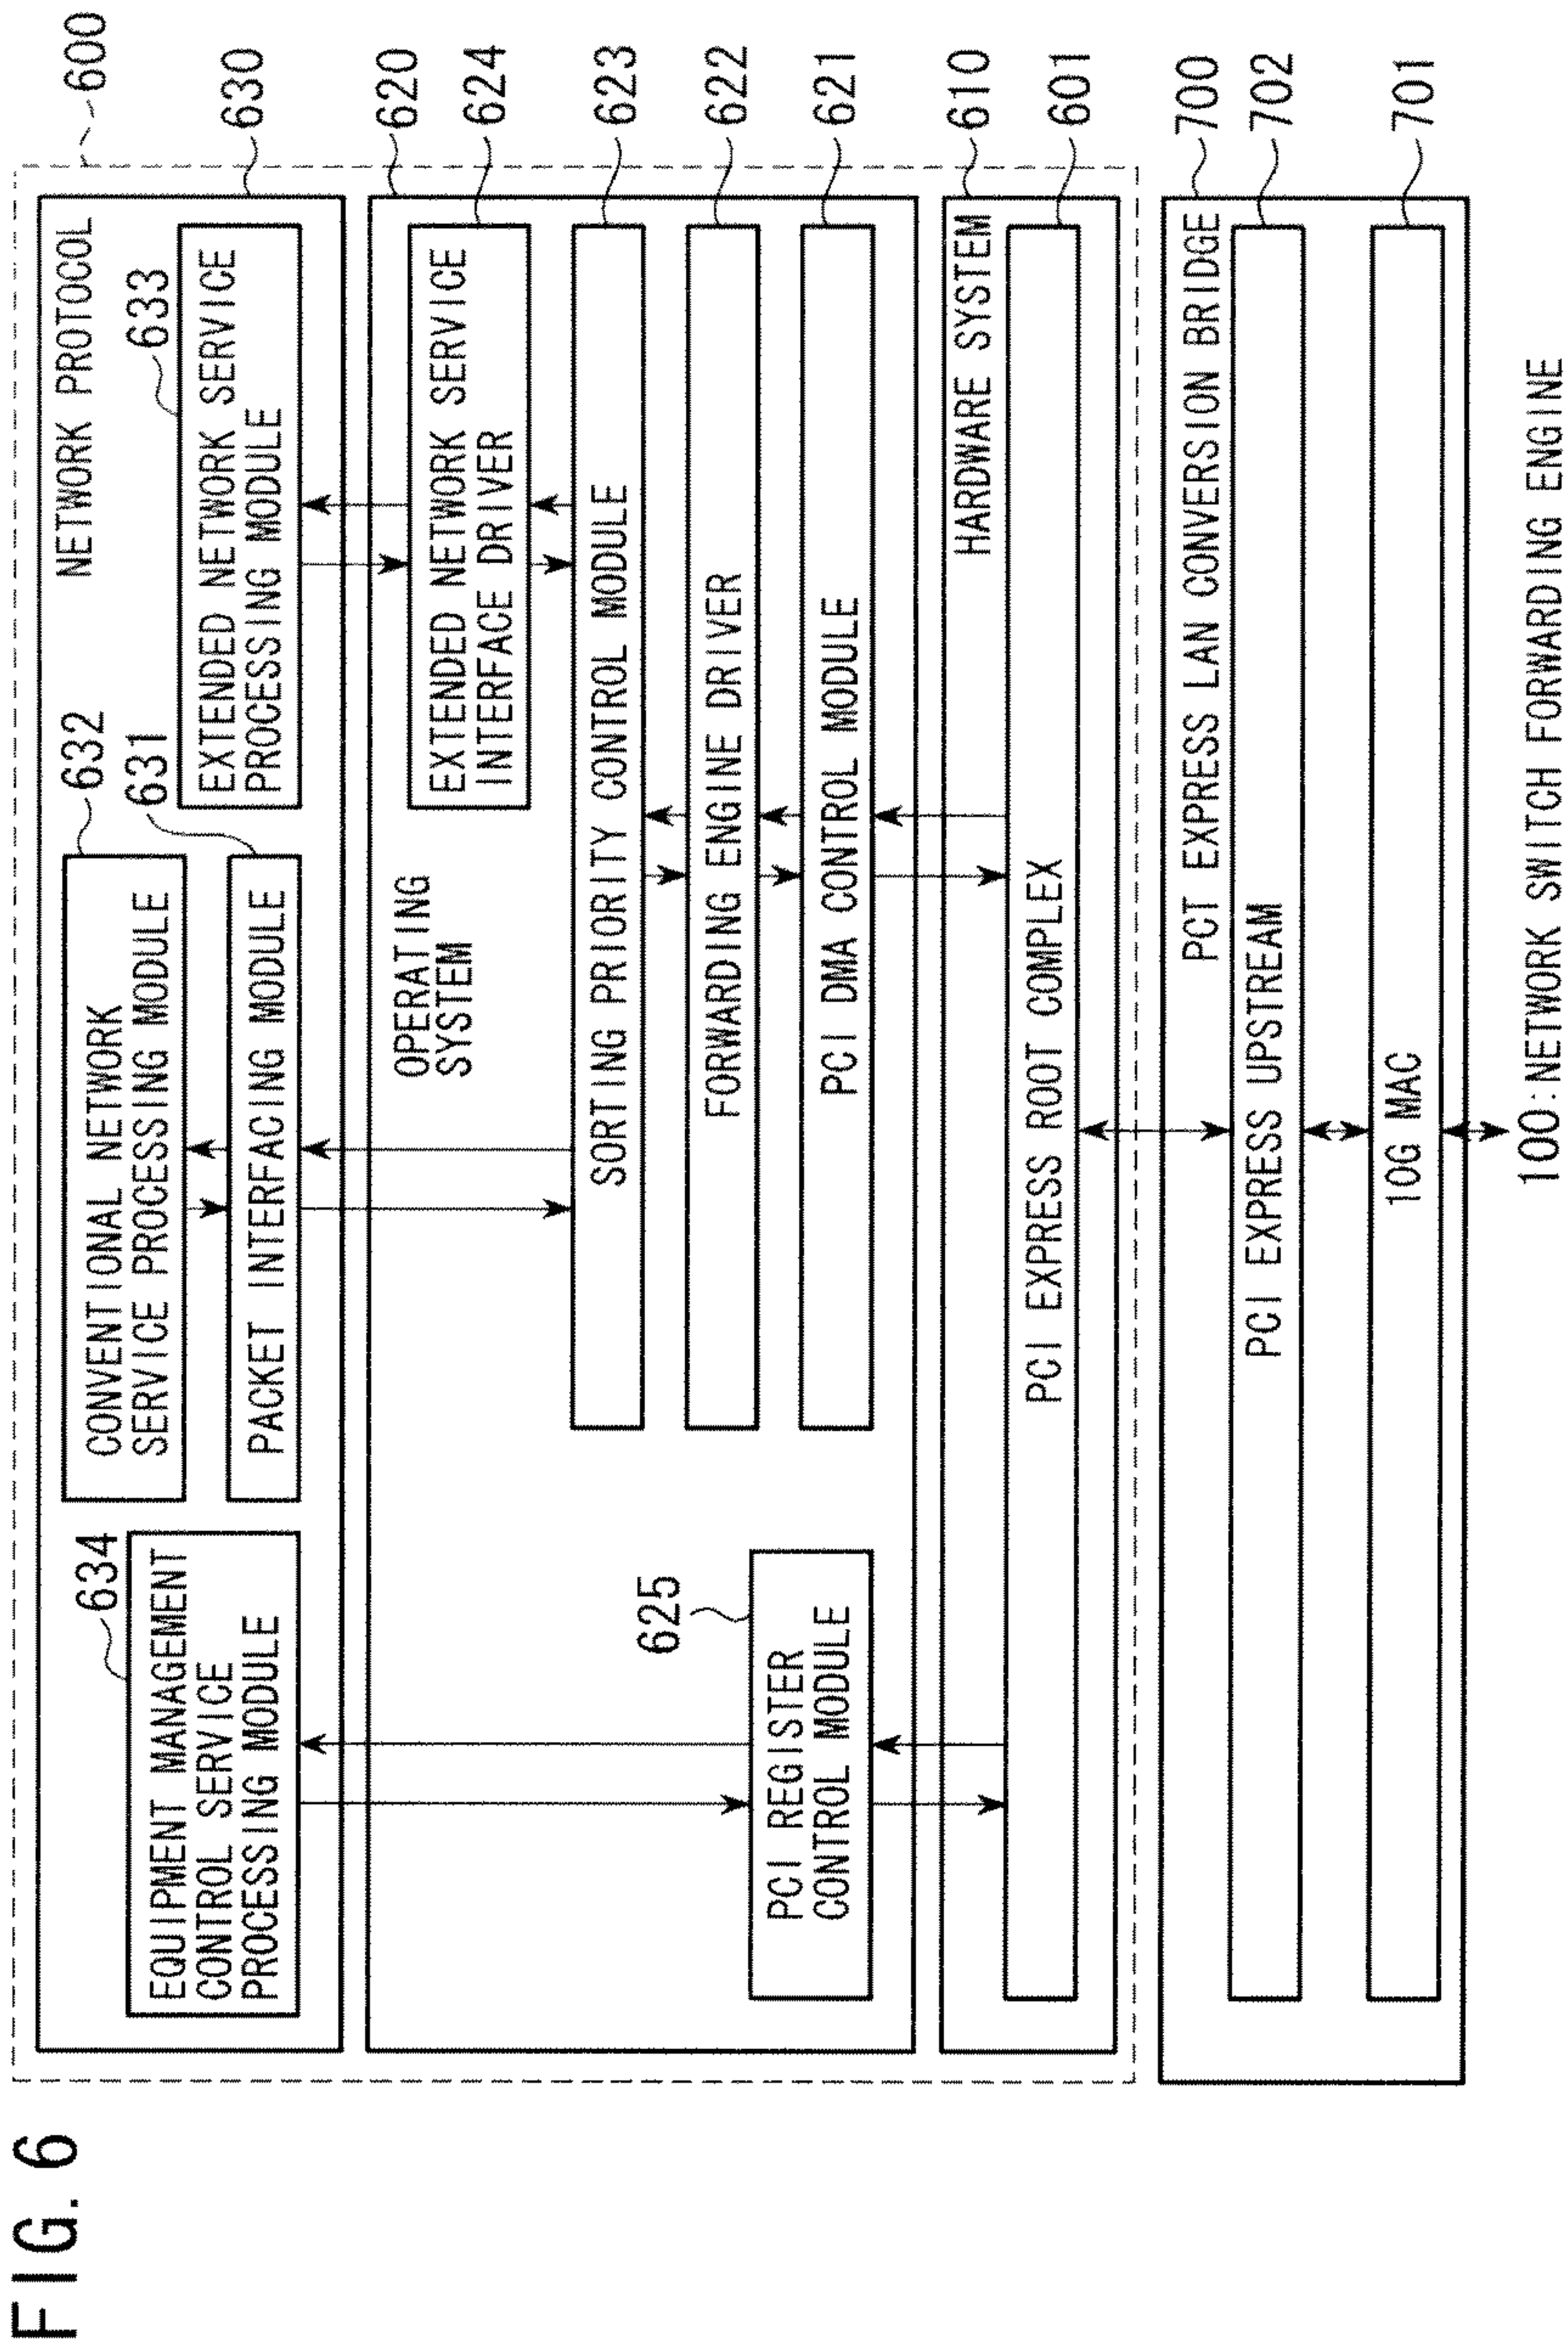 FIG. 6
600
NETWORK PROTOCOL
630
632
CONVENTIONAL NETWORK
SERVICE PROCESSING MODULE
634
EQUIPMENT MANAGEMENT
CONTROL SERVICE
PROCESSING MODULE
631
PACKET INTERFACING MODULE
633
EXTENDED NETWORK SERVICE
PROCESSING MODULE
OPERATING
SYSTEM
620
EXTENDED NETWORK SERVICE
INTERFACE DRIVER
624
SORTING PRIORITY CONTROL MODULE
623
FORWARDING ENGINE DRIVER
622
625
PCI REGISTER
CONTROL MODULE
PCI DMA CONTROL MODULE
621
HARDWARE SYSTEM
610
PCI EXPRESS ROOT COMPLEX
601
PCT EXPRESS LAN CONVERSION BRIDGE
700
PCI EXPRESS UPSTREAM
702
10G MAC
701
100:NETWORK SWITCH FORWARDING ENGINE